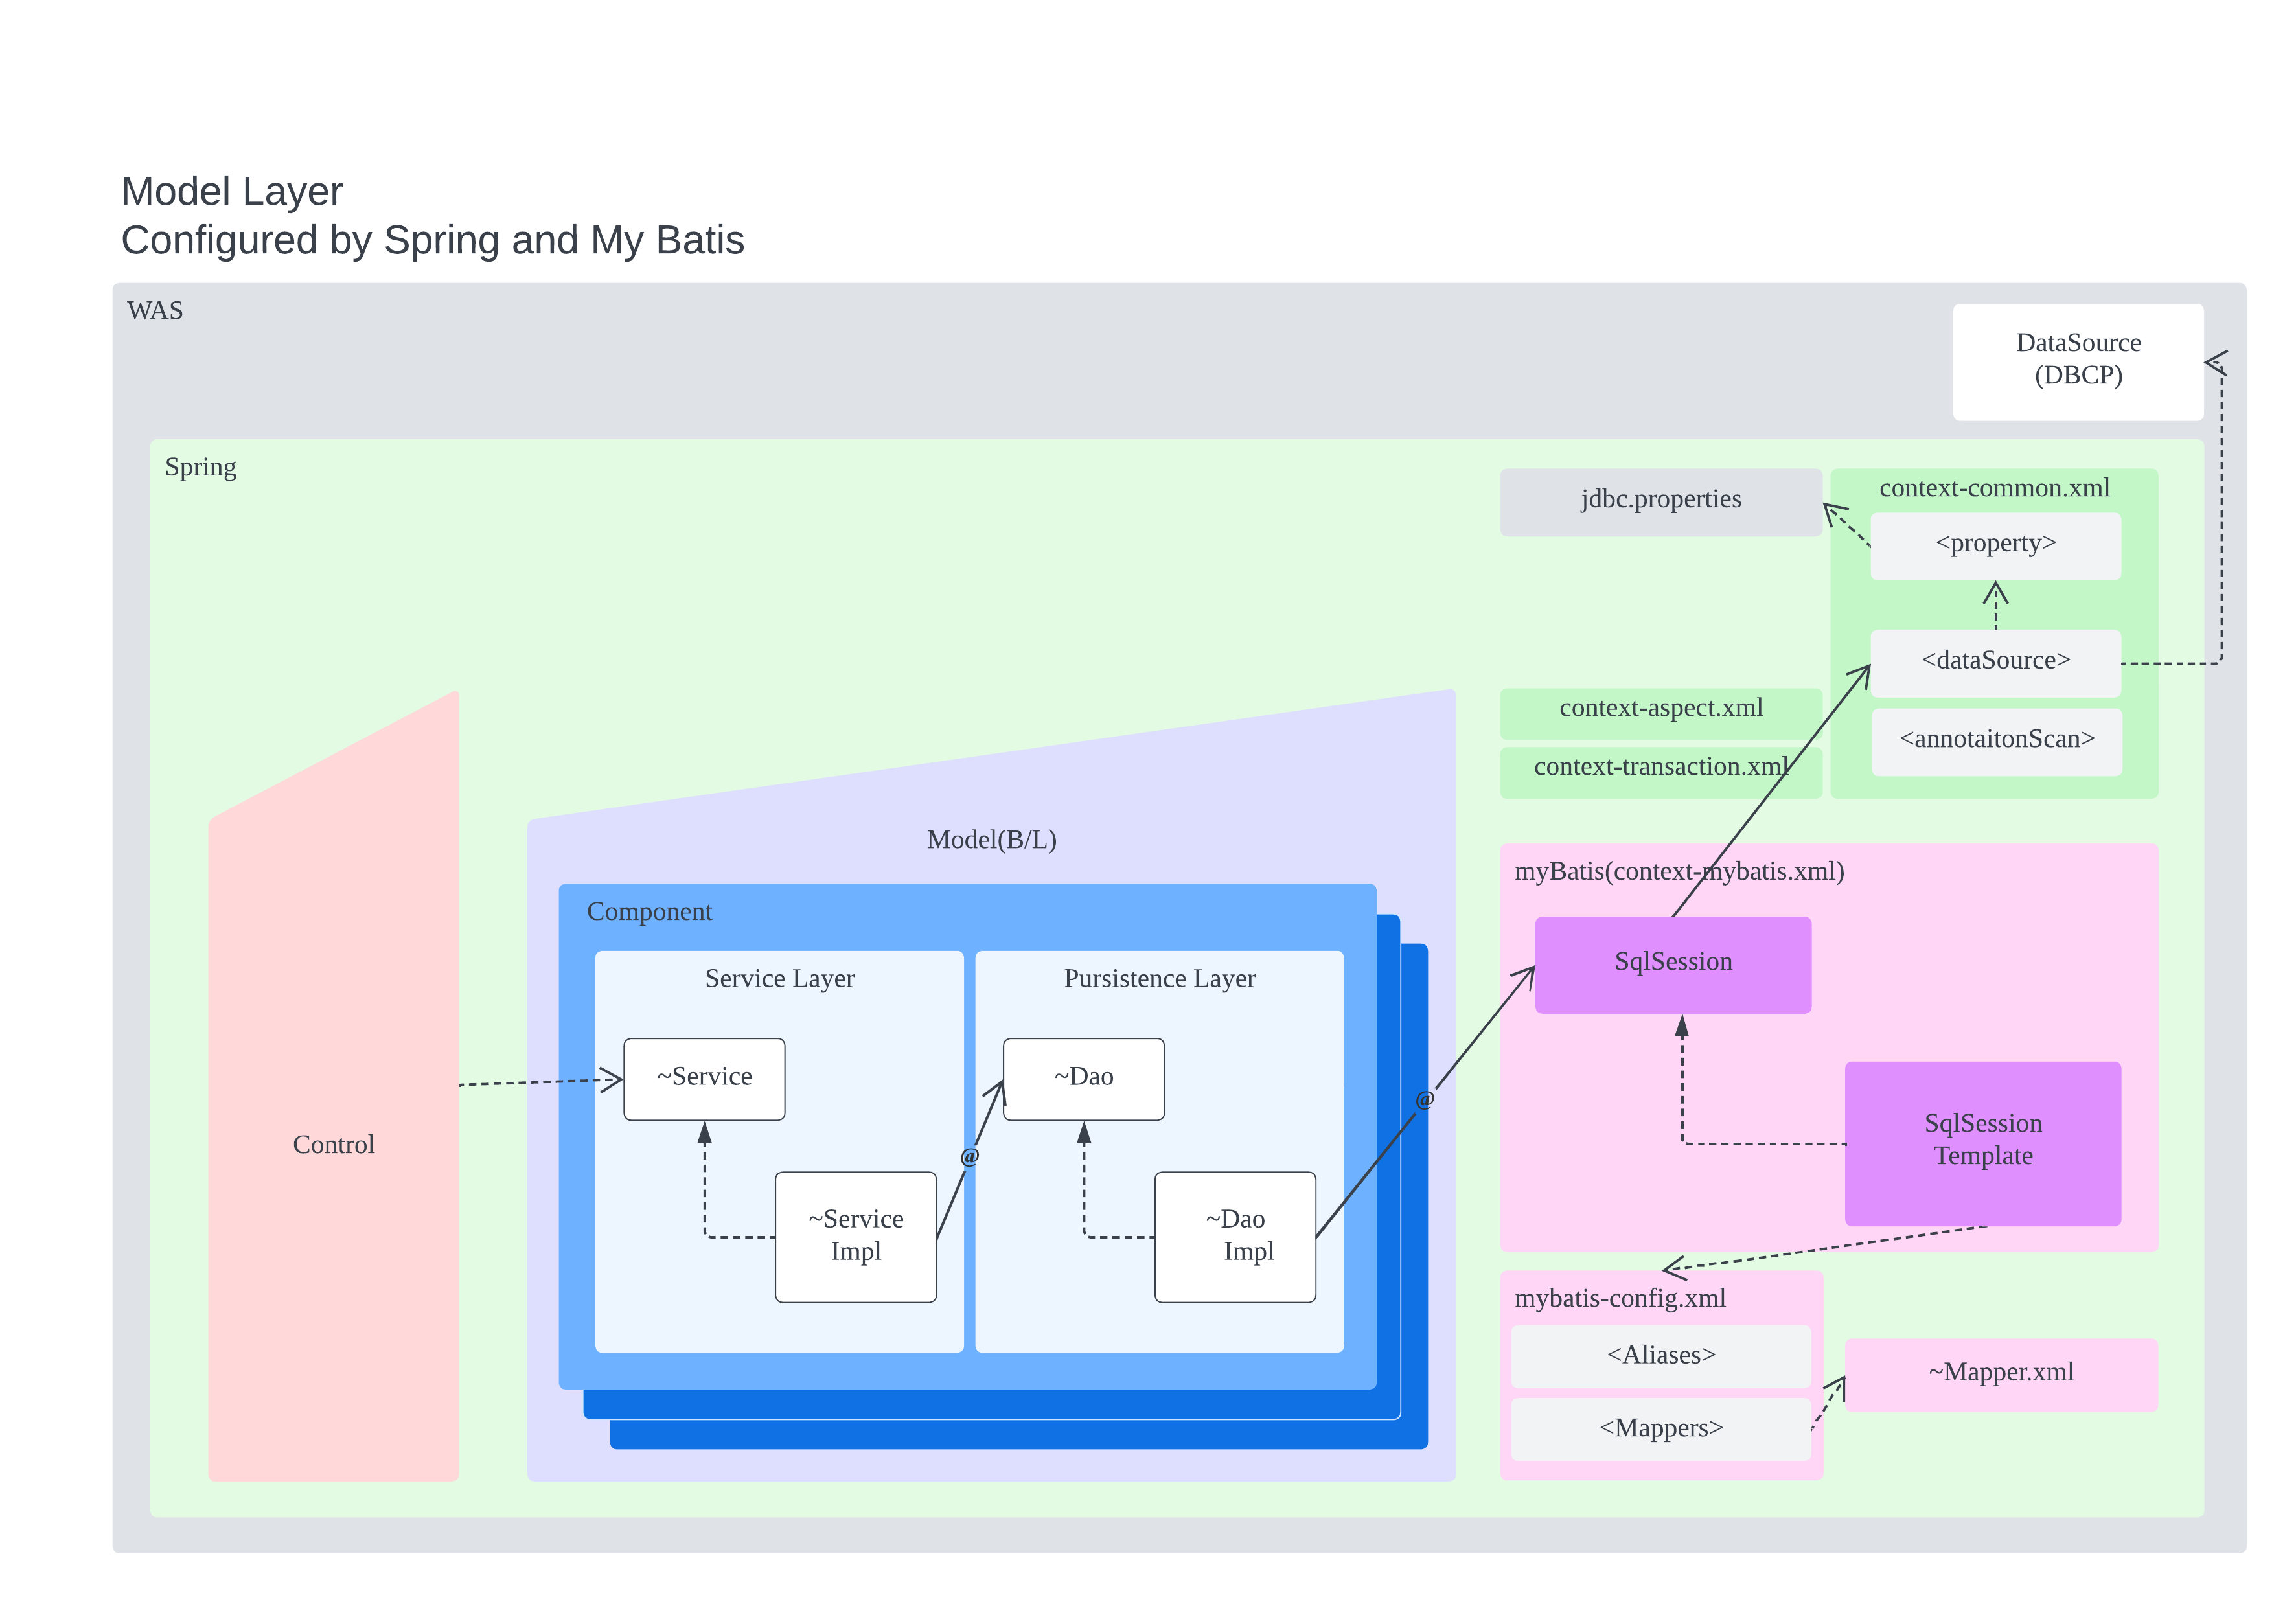 Model Layer
Configured by Spring and My Batis
WAS
DataSource
(DBCP)
Spring
jdbc.properties
context-common.xml
<property>
<dataSource>
<annotaitonScan>
context-aspect.xml
context-transaction.xml
Control
Model(B/L)
Component
Service Layer
~Service
~Service
Impl
@
Pursistence Layer
~Dao
~Dao
Impl
@
myBatis(context-mybatis.xml)
SqlSession
SqlSession
Template
mybatis-config.xml
<Aliases>
<Mappers>
~Mapper.xml